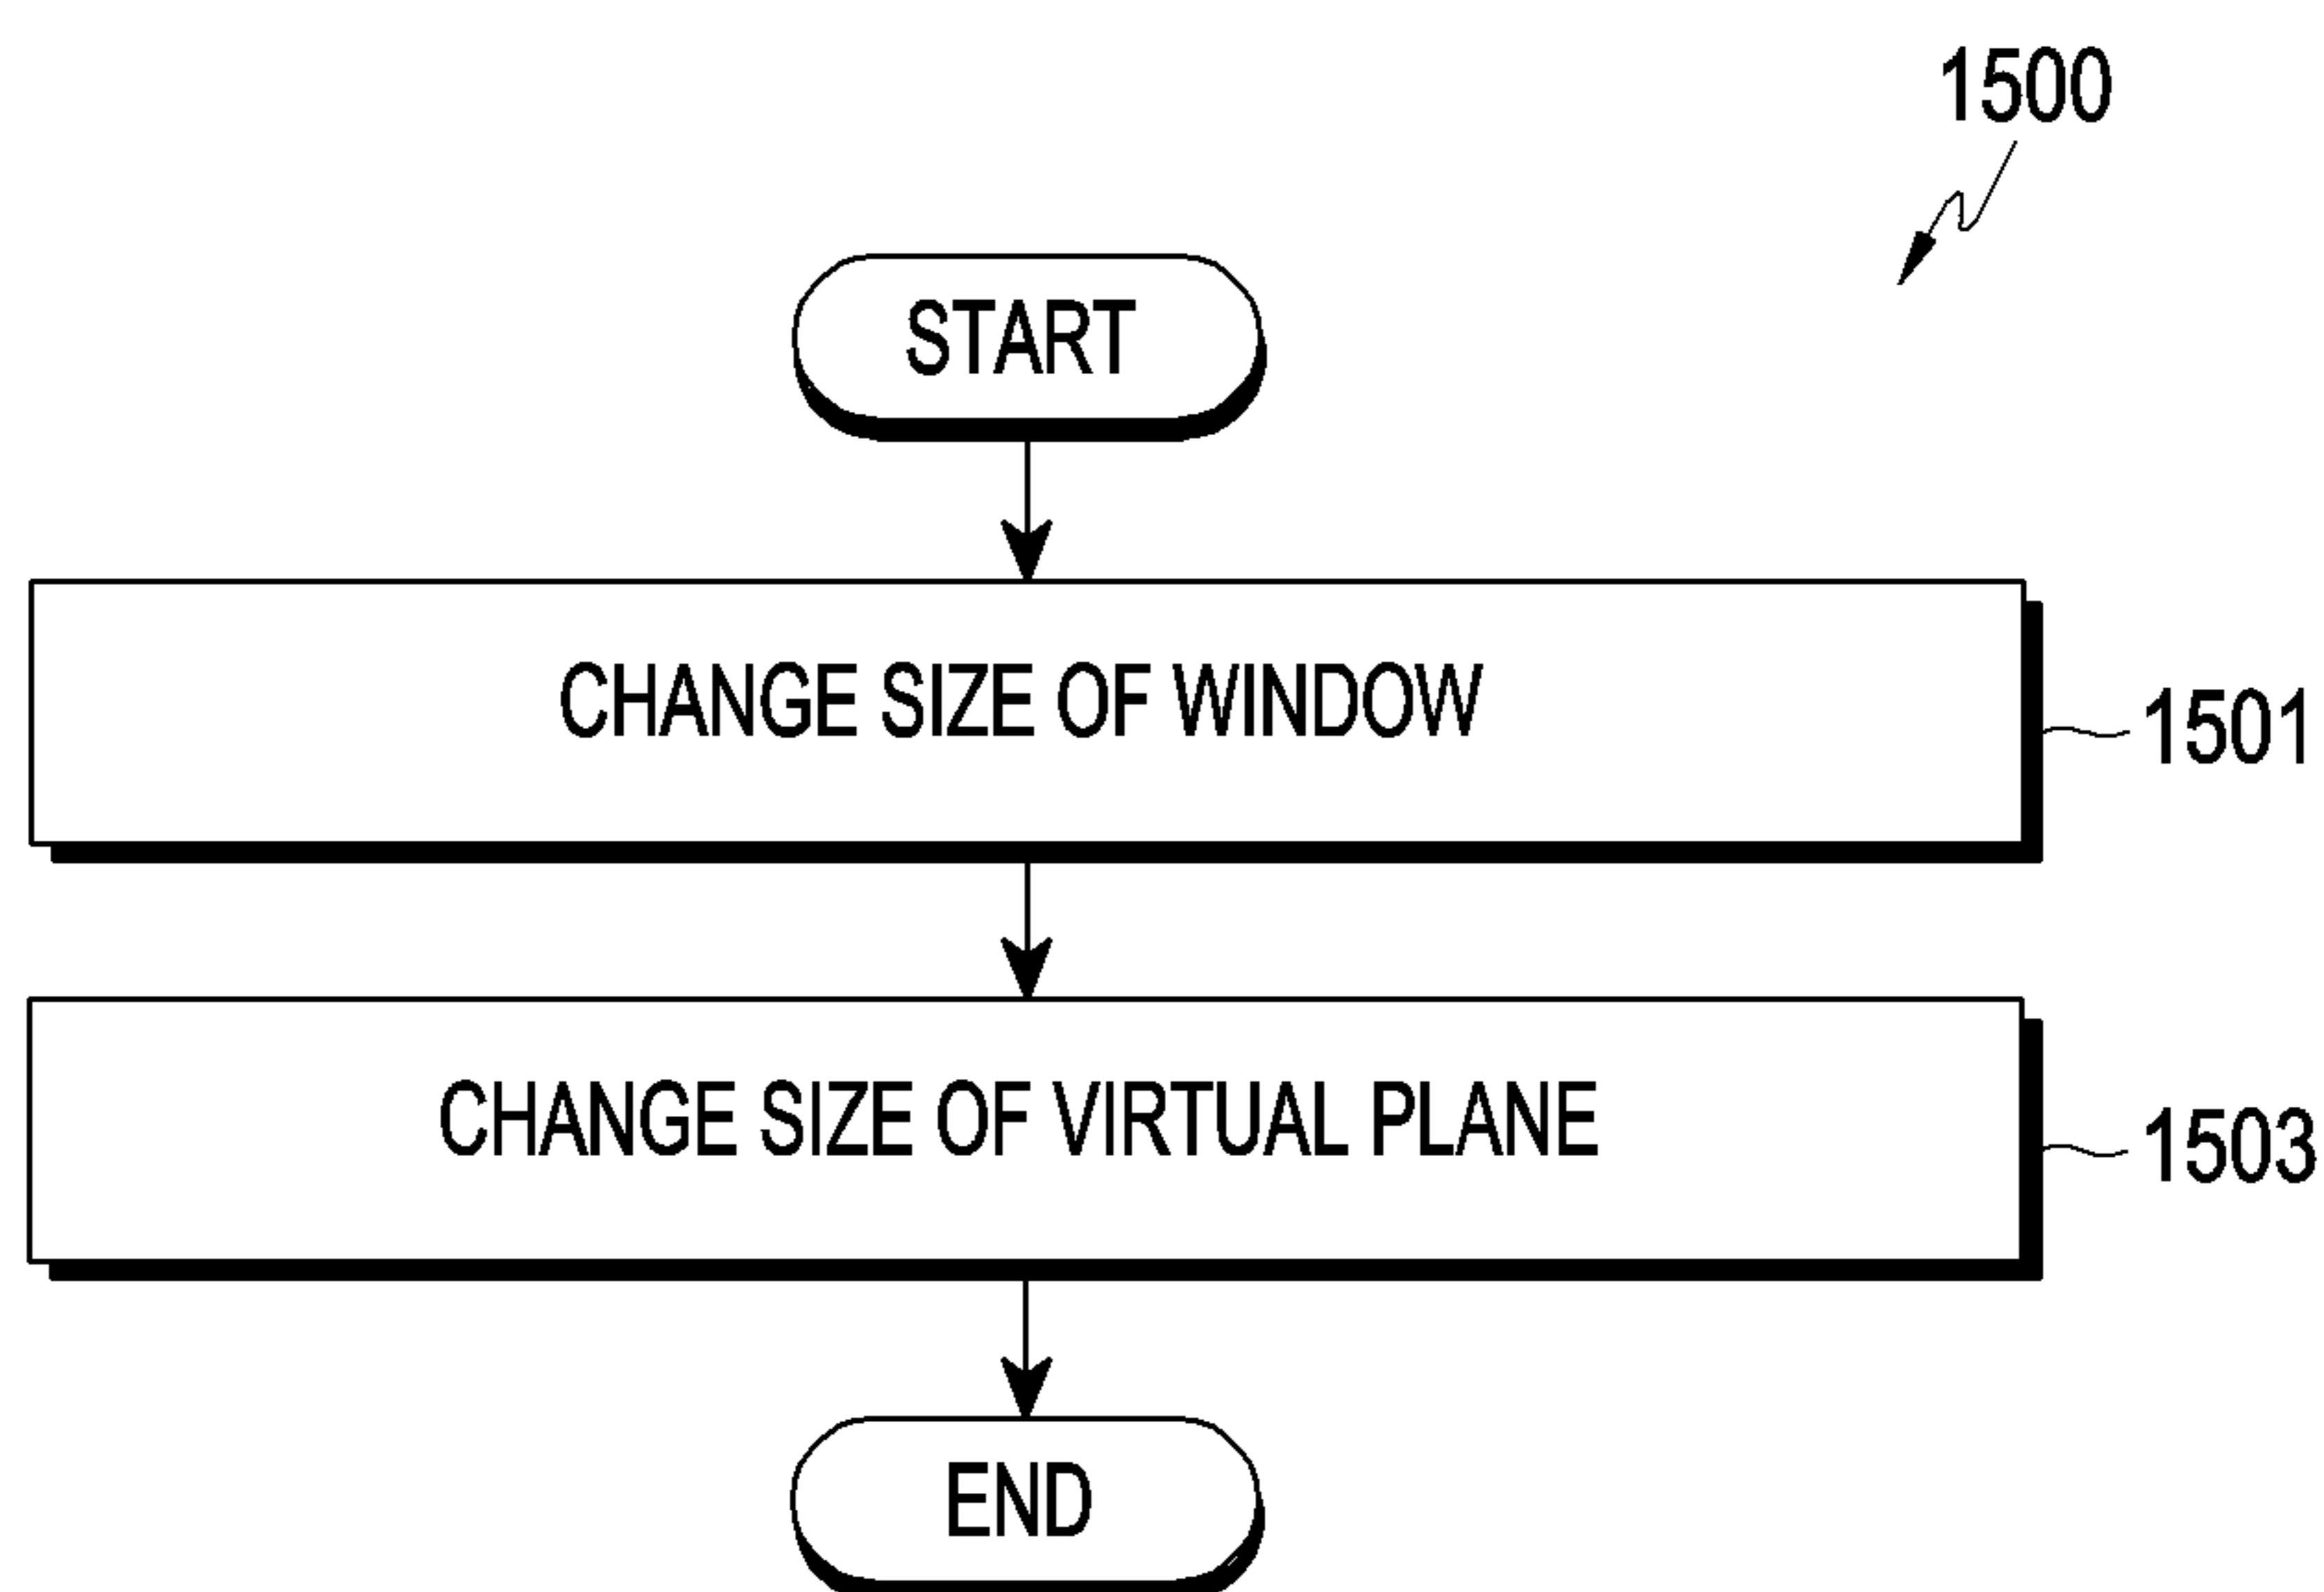 1500
START
CHANGE SIZE OF WINDOW
1501
CHANGE SIZE OF VIRTUAL PLANE
1503
END